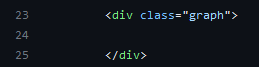 23 <div class="graph">
24
25 </div>